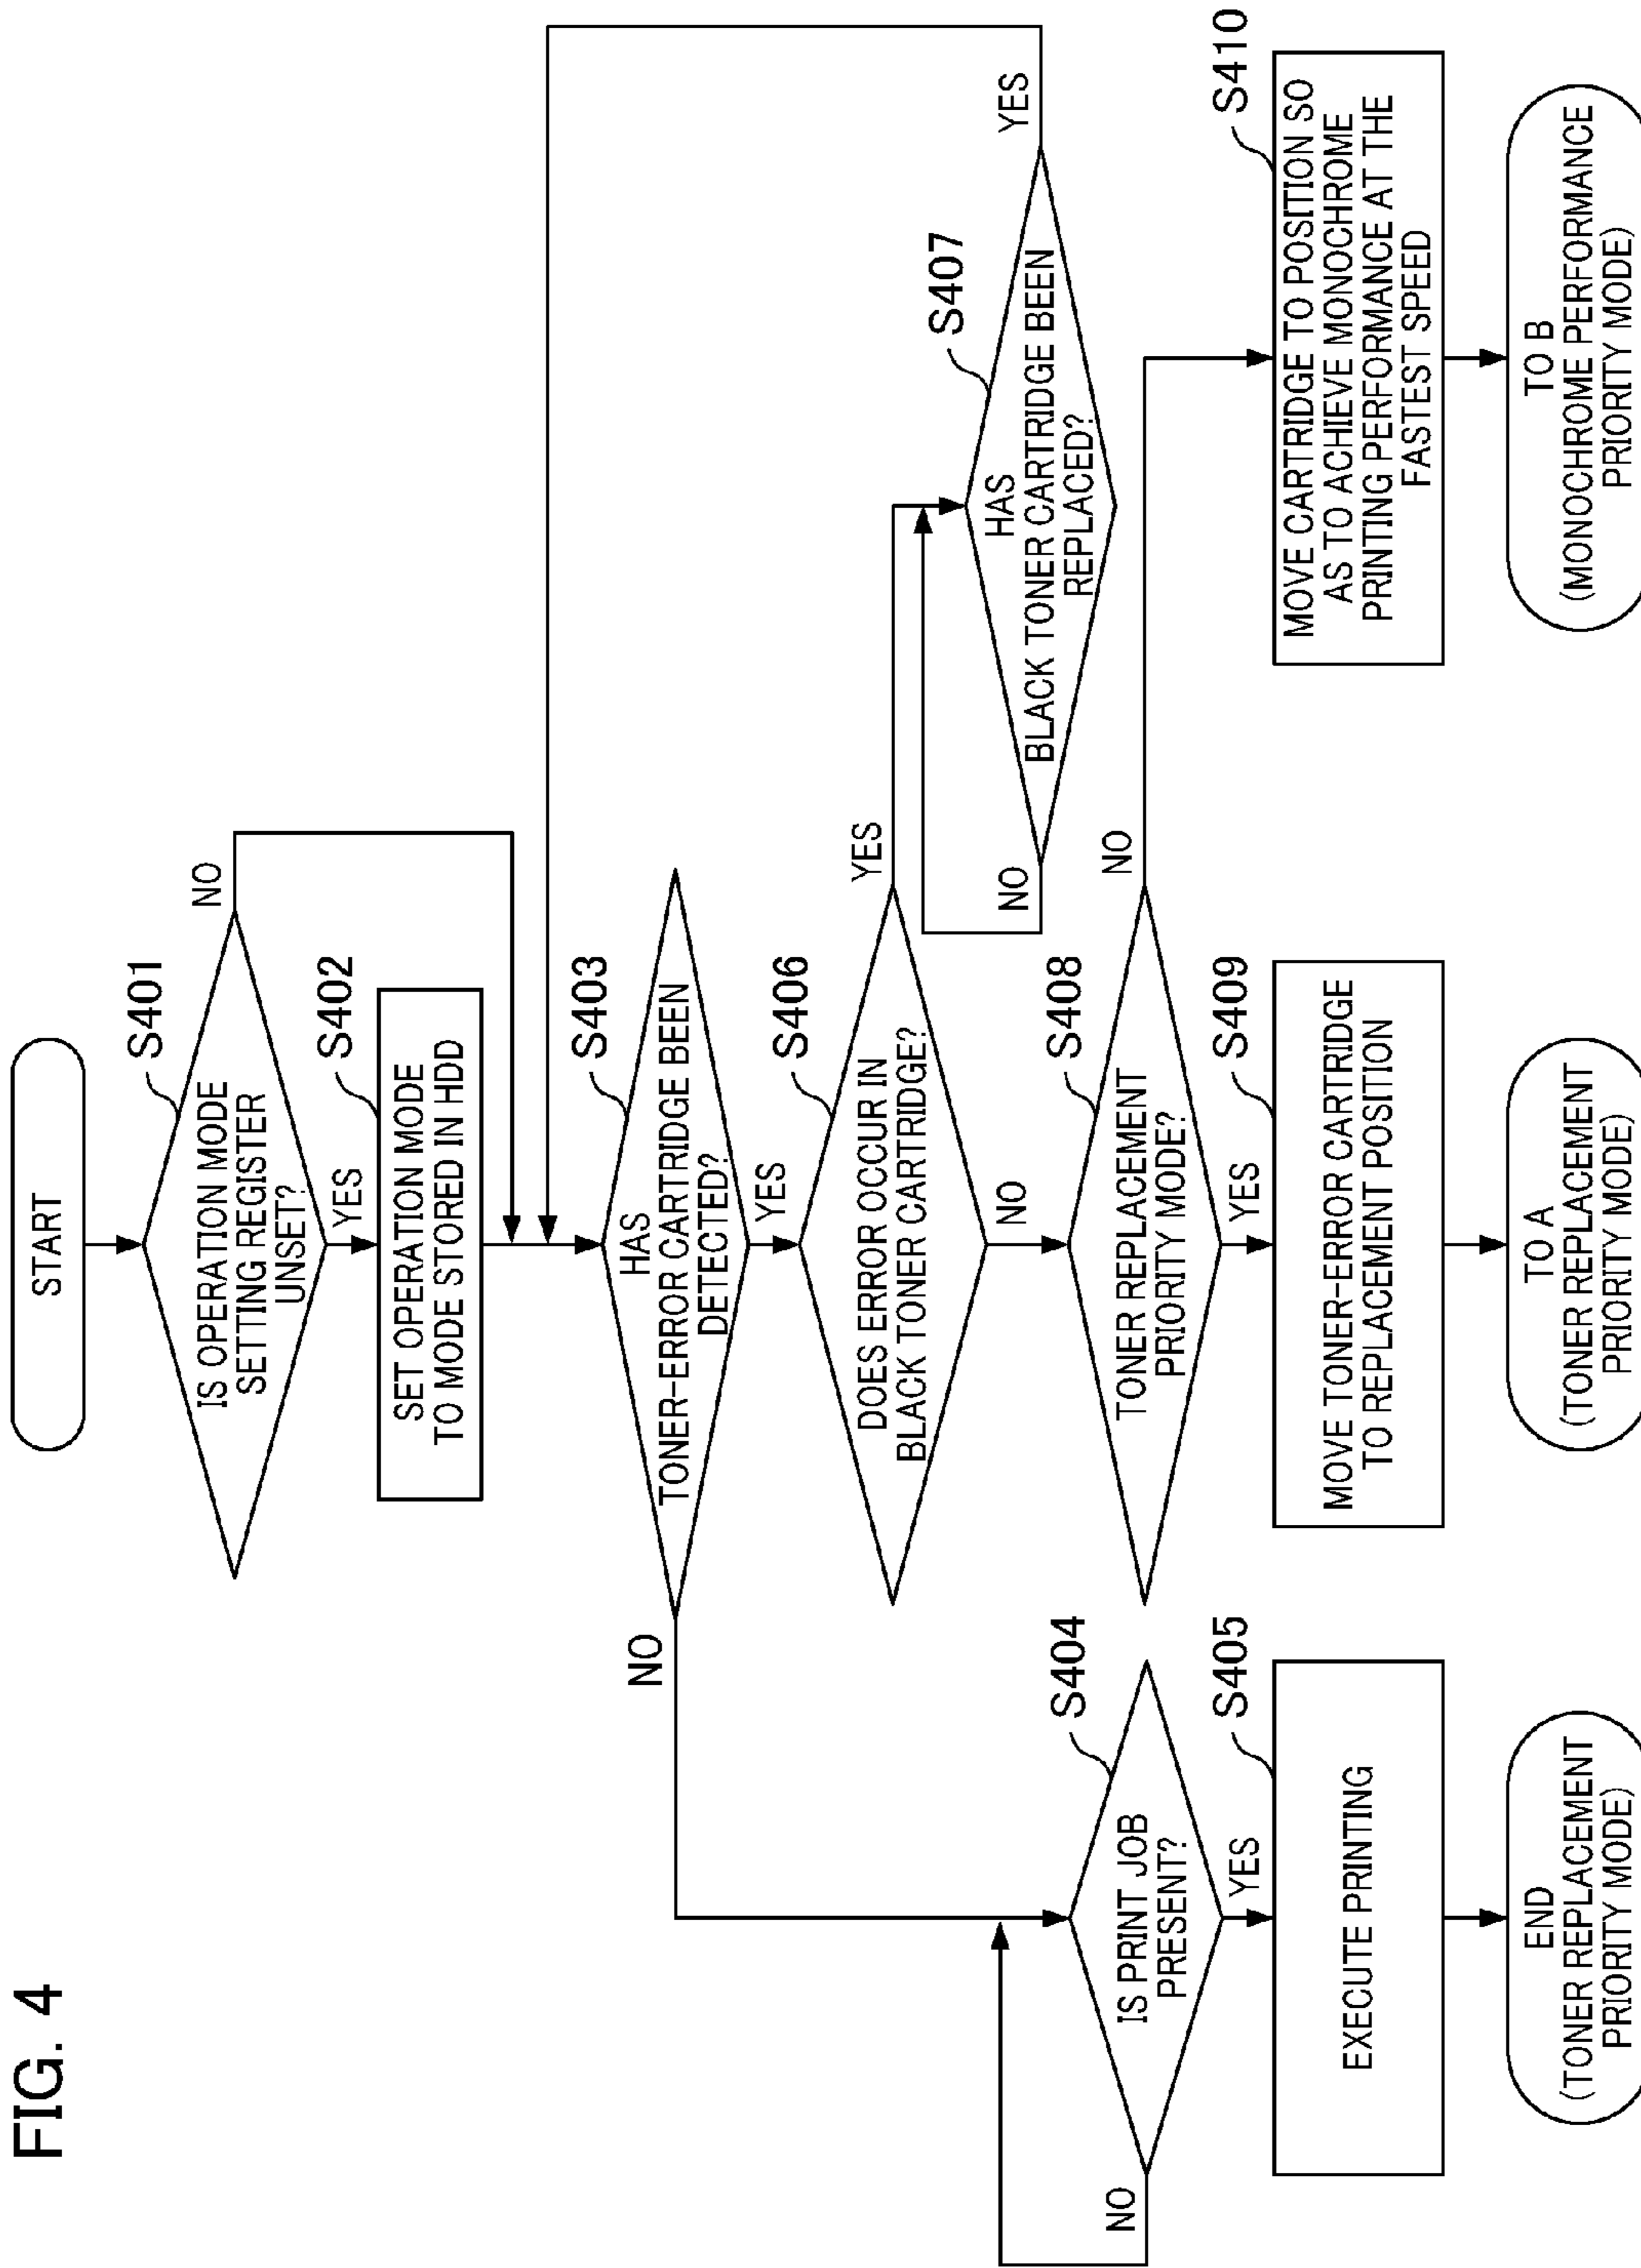 FIG. 4
START
S401
IS OPERATION MODE
SETTING REGISTER
UNSET?
NO
YES
S402
SET OPERATION MODE
TO MODE STORED IN HDD
S403
HAS
TONER-ERROR CARTRIDGE BEEN
DETECTED?
NO
YES
S406
DOES ERROR OCCUR IN
BLACK TONER CARTRIDGE?
YES
NO
S407
HAS
BLACK TONER CARTRIDGE BEEN
REPLACED?
YES
NO
S404
IS PRINT JOB
PRESENT?
NO
YES
S408
TONER REPLACEMENT
PRIORITY MODE?
NO
YES
S405
EXECUTE PRINTING
S409
MOVE TONER-ERROR CARTRIDGE
TO REPLACEMENT POSITION
S410
MOVE CARTRIDGE TO POSITION SO
AS TO ACHIEVE MONOCHROME
PRINTING PERFORMANCE AT THE
FASTEST SPEED
END
(TONER REPLACEMENT
PRIORITY MODE)
TO A
(TONER REPLACEMENT
PRIORITY MODE)
TO B
(MONOCHROME PERFORMANCE
PRIORITY MODE)